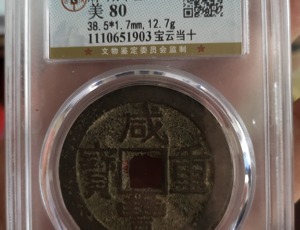 美 80
38.5*1.7mm,12.7g
1110651903 宝云当十
★ 文物鉴定委员会监制 ★
咸
寶 重
豐